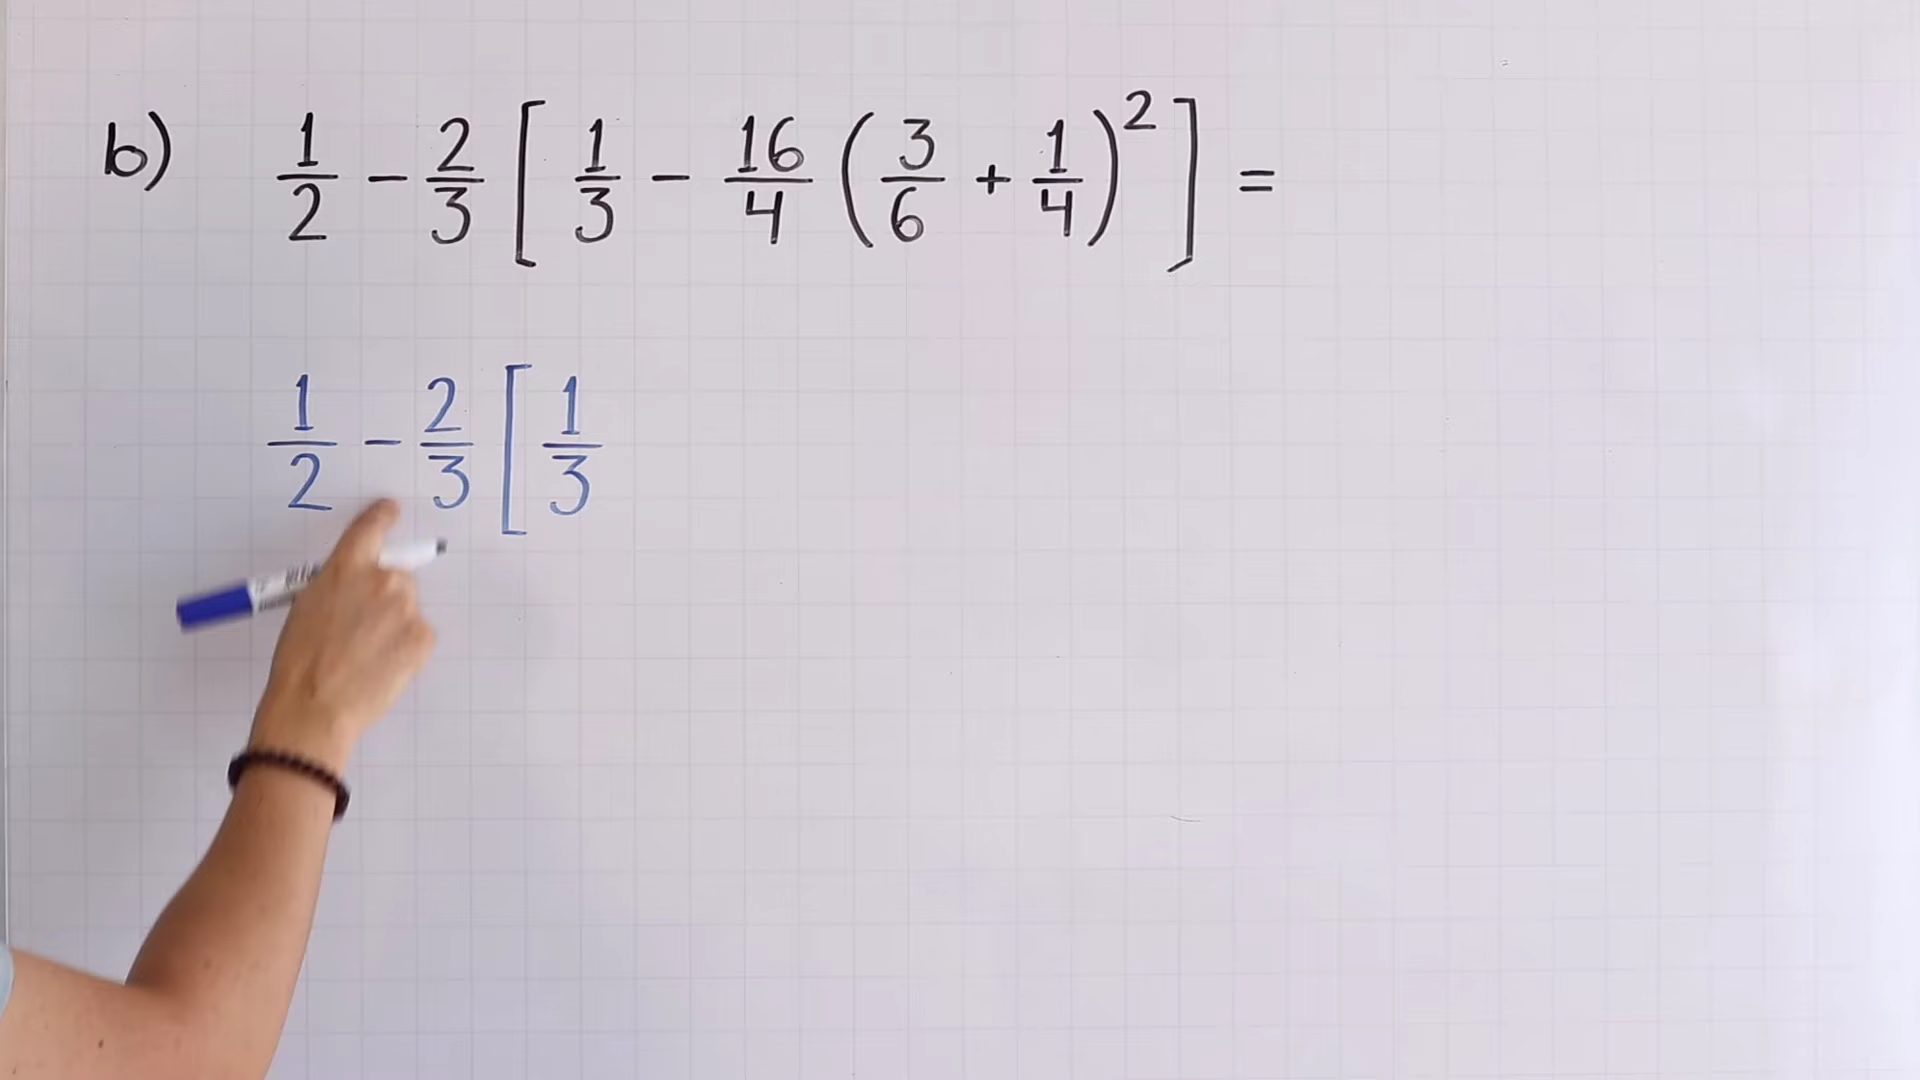 b) 1/2 - 2/3 [ 1/3 - 16/4 ( 3/6 + 1/4 )² ] =
1/2 - 2/3 [ 1/3